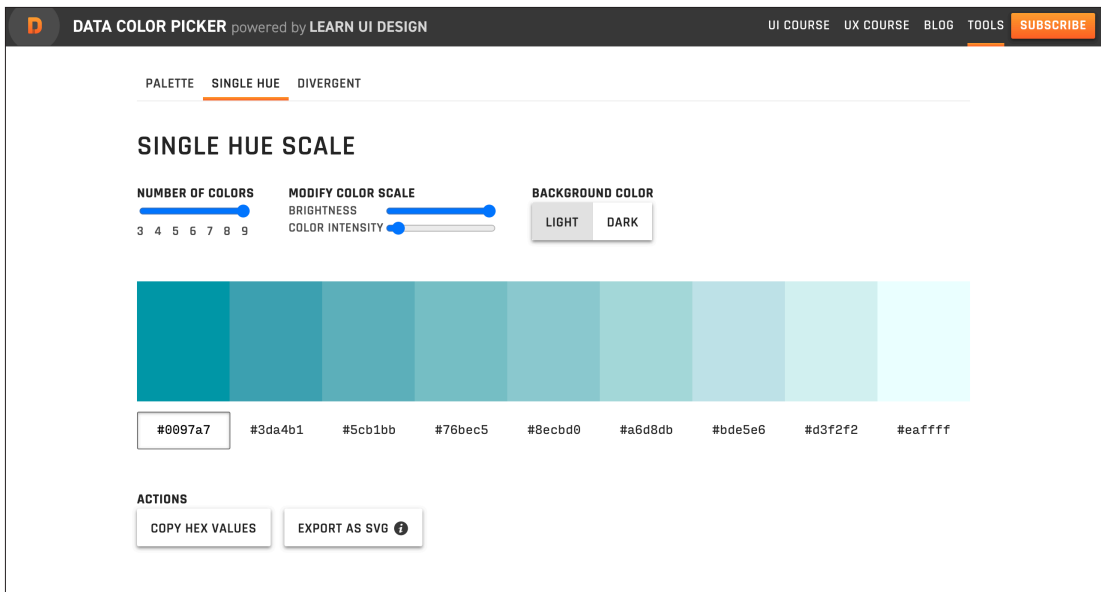 D DATA COLOR PICKER powered by LEARN UI DESIGN UI COURSE UX COURSE BLOG TOOLS SUBSCRIBE
PALETTE SINGLE HUE DIVERGENT
SINGLE HUE SCALE
NUMBER OF COLORS MODIFY COLOR SCALE BACKGROUND COLOR
BRIGHTNESS
3 4 5 6 7 8 9 COLOR INTENSITY LIGHT DARK
#0097a7 #3da4b1 #5cb1bb #76bec5 #8ecbd0 #a6d8db #bde5e6 #d3f2f2 #eaffff
ACTIONS
COPY HEX VALUES EXPORT AS SVG i